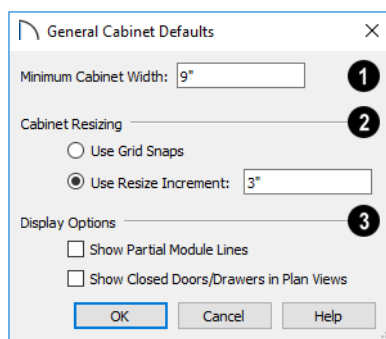 General Cabinet Defaults
Minimum Cabinet Width: 9" 1
Cabinet Resizing 2
Use Grid Snaps
Use Resize Increment: 3"
Display Options 3
Show Partial Module Lines
Show Closed Doors/Drawers in Plan Views
OK Cancel Help